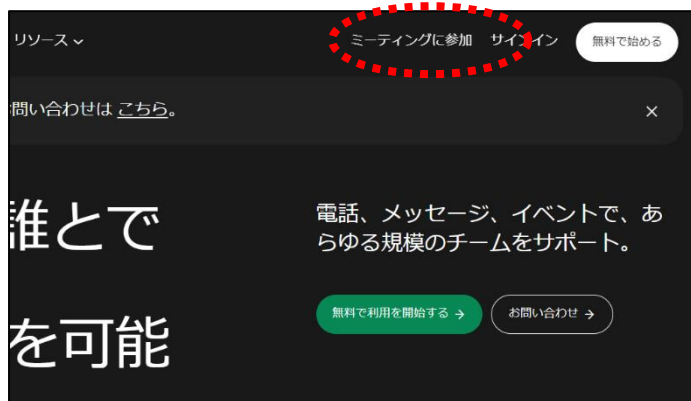 リソース
ミーティングに参加 サインイン 無料で始める
問い合わせは こちら。
×
誰とで
電話、メッセージ、イベントで、あ
らゆる規模のチームをサポート。
無料で利用を開始する →
お問い合わせ →
を可能